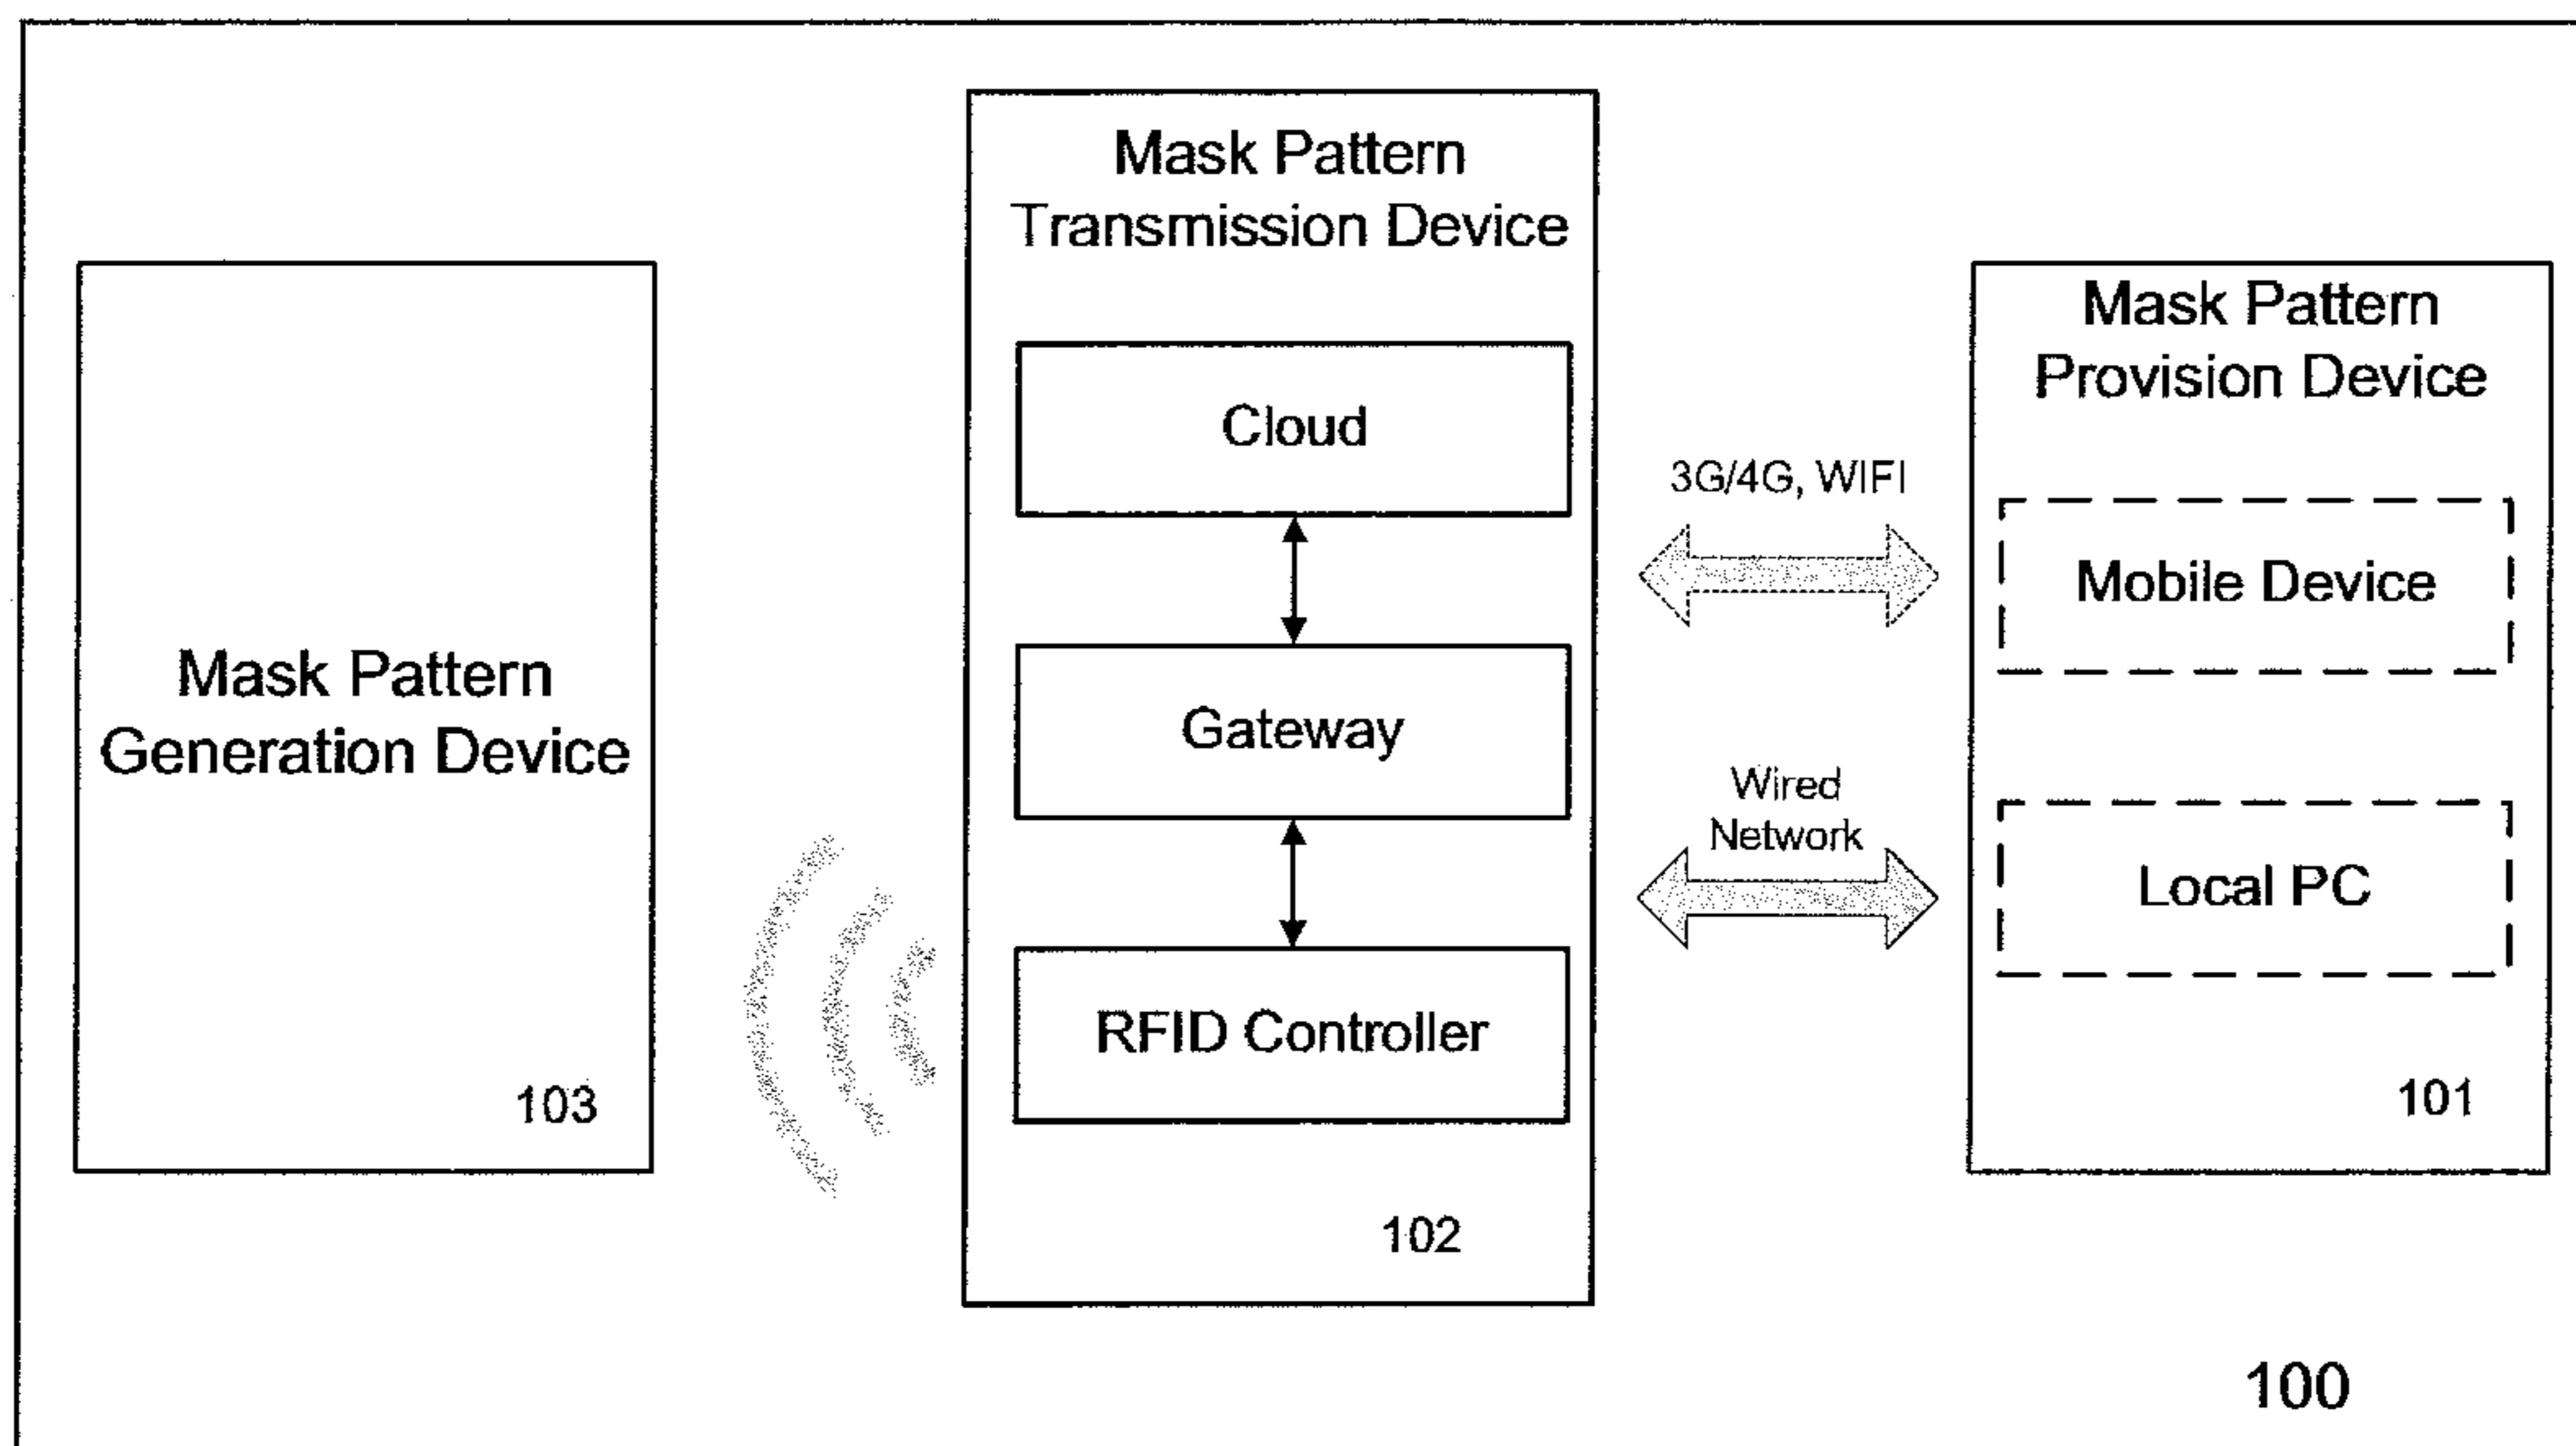 Mask Pattern
Generation Device
103
Mask Pattern
Transmission Device
Cloud
Gateway
RFID Controller
102
3G/4G, WIFI
Wired
Network
Mask Pattern
Provision Device
Mobile Device
Local PC
101
100